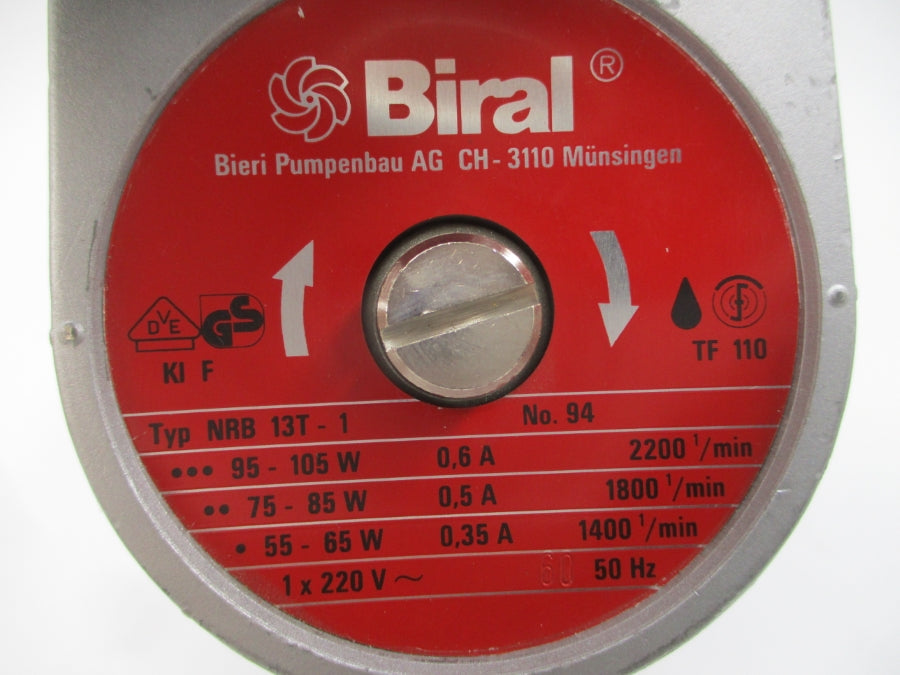 Biral ®
Bieri Pumpenbau AG CH - 3110 Münsingen
DVE GS
KI F
TF 110
Typ NRB 13T - 1 No. 94
••• 95 - 105 W 0,6 A 2200 1/min
•• 75 - 85 W 0,5 A 1800 1/min
• 55 - 65 W 0,35 A 1400 1/min
1 x 220 V ~ 60 50 Hz